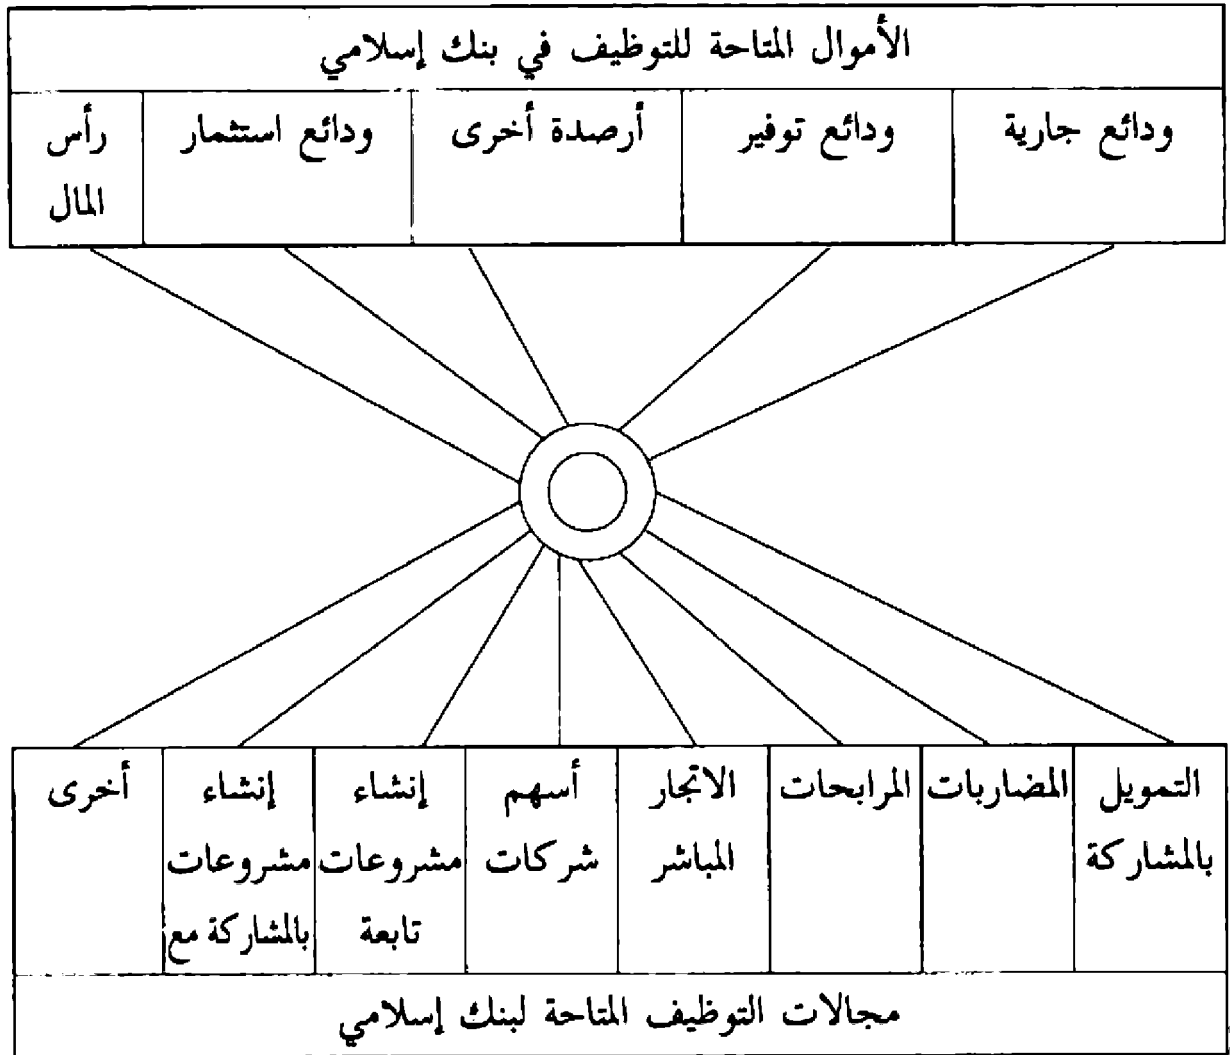 الأموال المتاحة للتوظيف في بنك إسلامي
ودائع جارية
ودائع توفير
أرصدة أخرى
ودائع استثمار
رأس
المال
التمويل
بالمشاركة
المضاربات
المرابحات
الاتجار
المباشر
أسهم
شركات
إنشاء
مشروعات
تابعة
إنشاء
مشروعات
بالمشاركة مع
أخرى
مجالات التوظيف المتاحة لبنك إسلامي